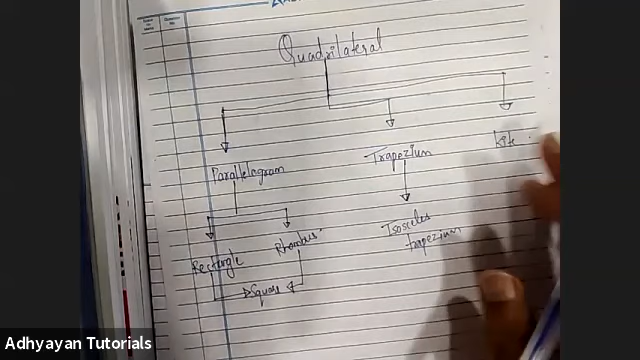 Quadrilateral
Parallelogram
Trapezium
Kite
Rectangle
Rhombus
Isosceles
trapezium
Square
Adhyayan Tutorials